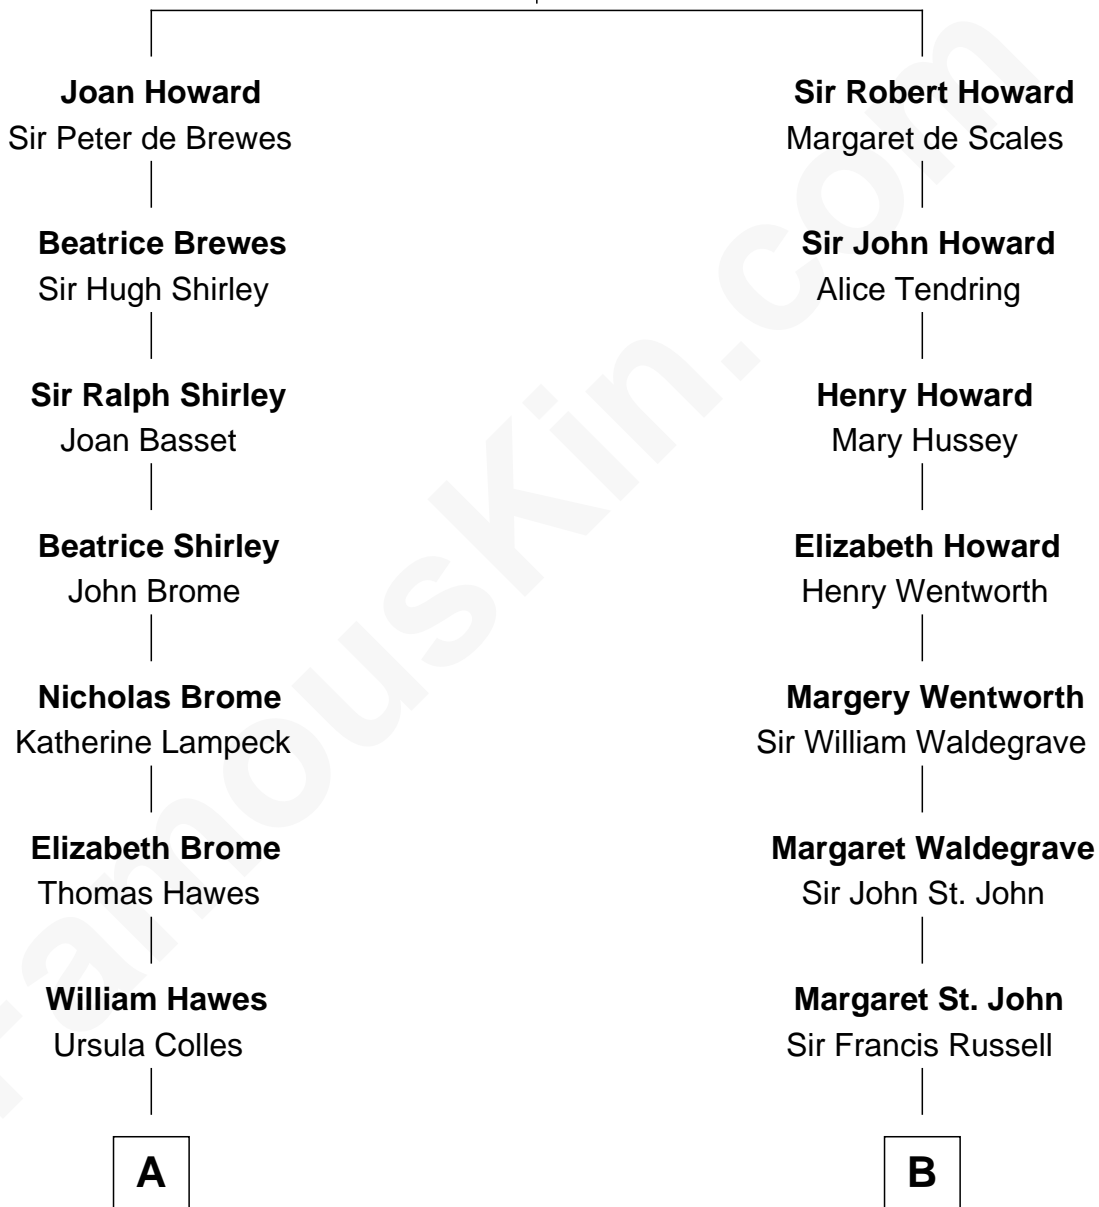 Joan Howard
Sir Peter de Brewes
Sir Robert Howard
Margaret de Scales
Beatrice Brewes
Sir Hugh Shirley
Sir John Howard
Alice Tendring
Sir Ralph Shirley
Joan Basset
Henry Howard
Mary Hussey
Beatrice Shirley
John Brome
Elizabeth Howard
Henry Wentworth
Nicholas Brome
Katherine Lampeck
Margery Wentworth
Sir William Waldegrave
Elizabeth Brome
Thomas Hawes
Margaret Waldegrave
Sir John St. John
William Hawes
Ursula Colles
Margaret St. John
Sir Francis Russell
A
B
FamousKin.com